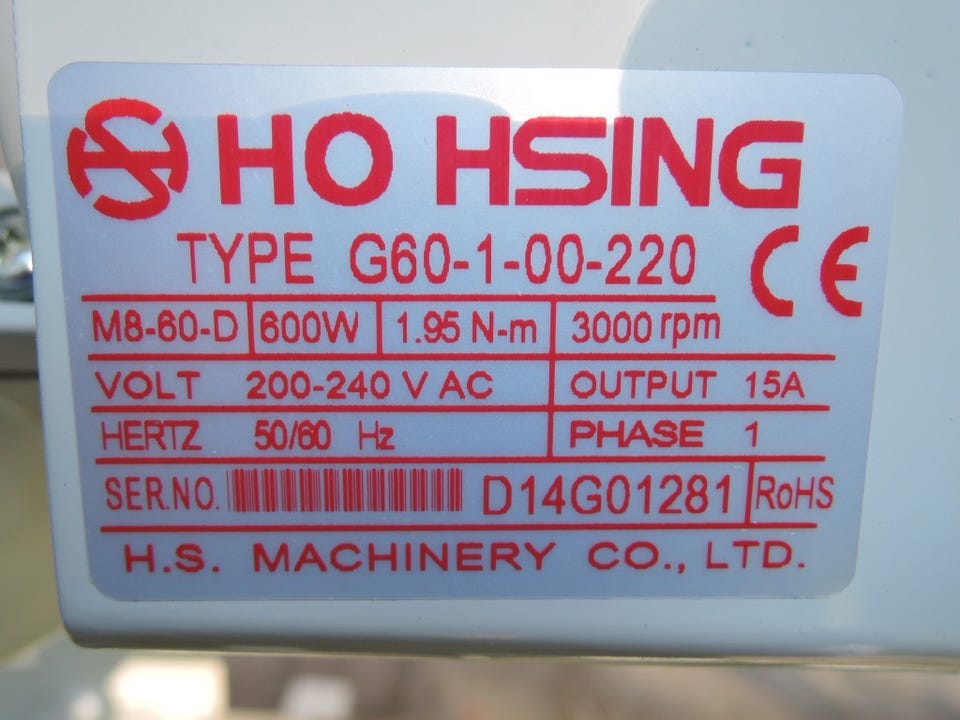 HO HSING
TYPE G60-1-00-220 CE
M8-60-D 600W 1.95 N-m 3000 rpm
VOLT 200-240 V AC OUTPUT 15A
HERTZ 50/60 Hz PHASE 1
SER.NO. D14G01281 RoHS
H.S. MACHINERY CO., LTD.